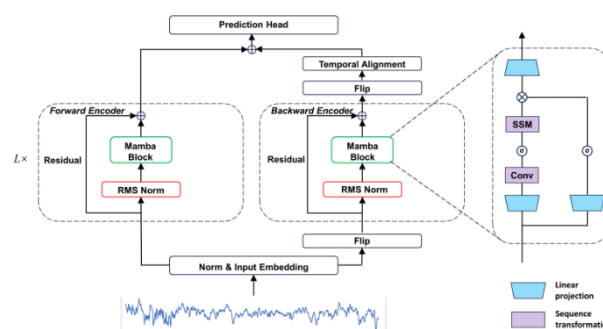 Prediction Head
Temporal Alignment
Flip
Forward Encoder
Backward Encoder
L×
Residual
Mamba
Block
RMS Norm
Residual
Mamba
Block
RMS Norm
Flip
Norm & Input Embedding
SSM
σ
σ
Conv
Linear
projection
Sequence
transformati